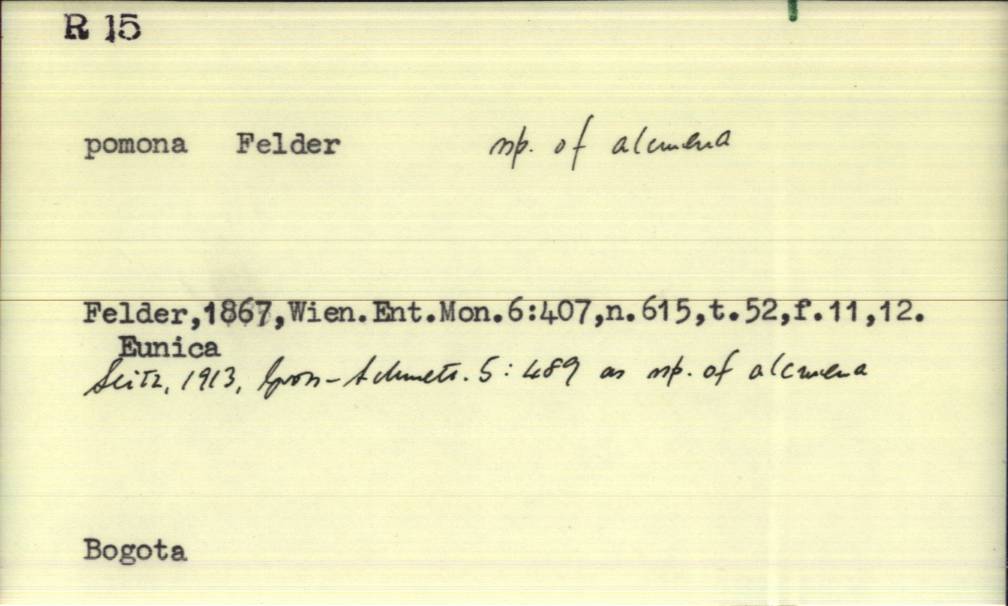 R 15
pomona Felder ssp. of alcmena
Felder,1867,Wien.Ent.Mon.6:407,n.615,t.52,f.11,12.
Eunica
Seitz, 1913, Gross-Schmett. 5:489 as ssp. of alcmena
Bogota